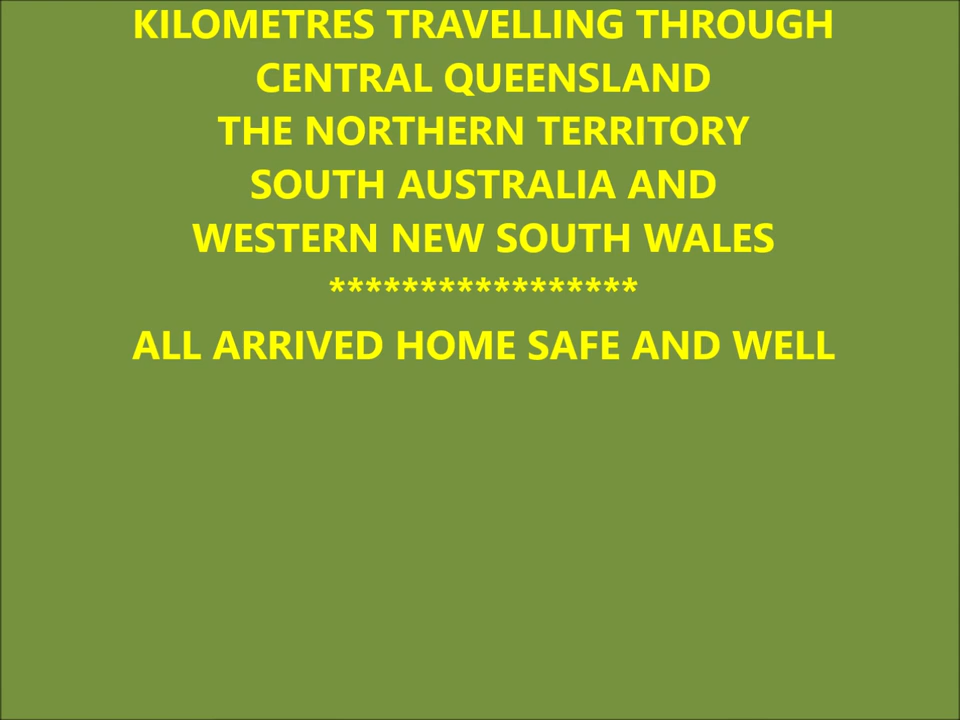 KILOMETRES TRAVELLING THROUGH
CENTRAL QUEENSLAND
THE NORTHERN TERRITORY
SOUTH AUSTRALIA AND
WESTERN NEW SOUTH WALES
*****************
ALL ARRIVED HOME SAFE AND WELL